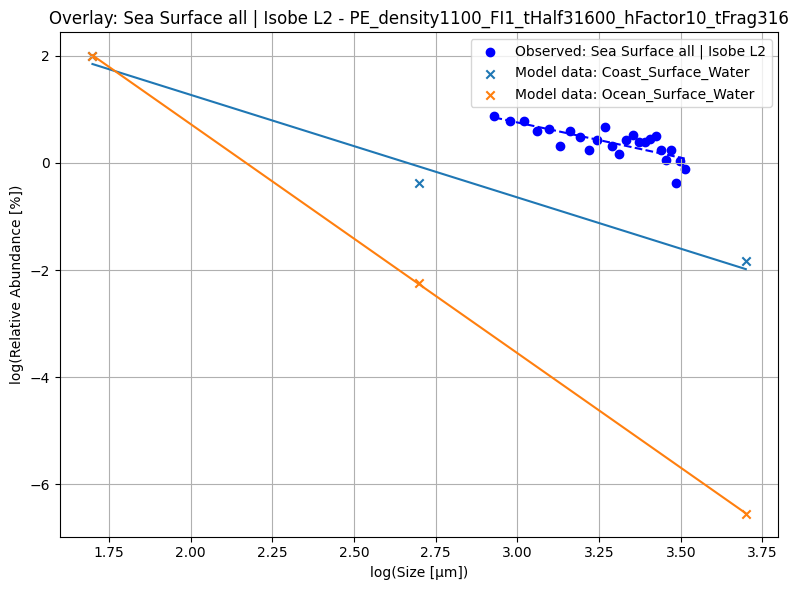 Overlay: Sea Surface all | Isobe L2 - PE_density1100_FI1_tHalf31600_hFactor10_tFrag316
Observed: Sea Surface all | Isobe L2
Model data: Coast_Surface_Water
Model data: Ocean_Surface_Water
log(Relative Abundance [%])
2
0
−2
−4
−6
1.75
2.00
2.25
2.50
2.75
3.00
3.25
3.50
3.75
log(Size [μm])